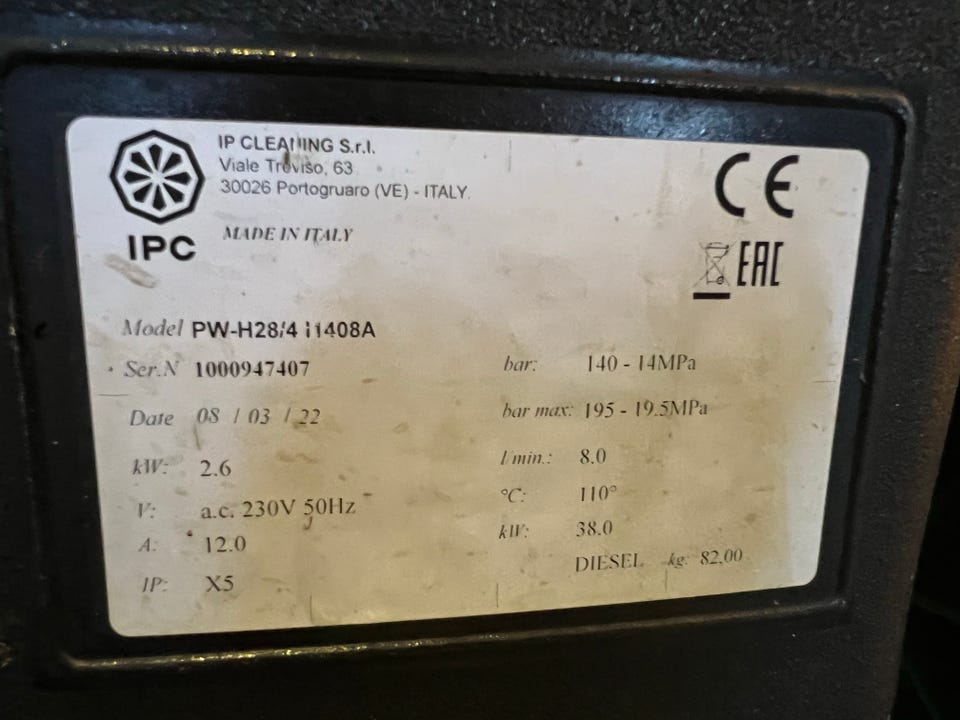 IP CLEANING S.r.l.
Viale Treviso, 63
30026 Portogruaro (VE) - ITALY
IPC
MADE IN ITALY
CE
EAC
Model PW-H28/4 I1408A
Ser.N 1000947407
Date 08 / 03 / 22
kW: 2.6
V: a.c. 230V 50Hz
A: 12.0
IP: X5
bar: 140 - 14MPa
bar max: 195 - 19.5MPa
l/min.: 8.0
°C: 110°
kW: 38.0
DIESEL kg: 82,00